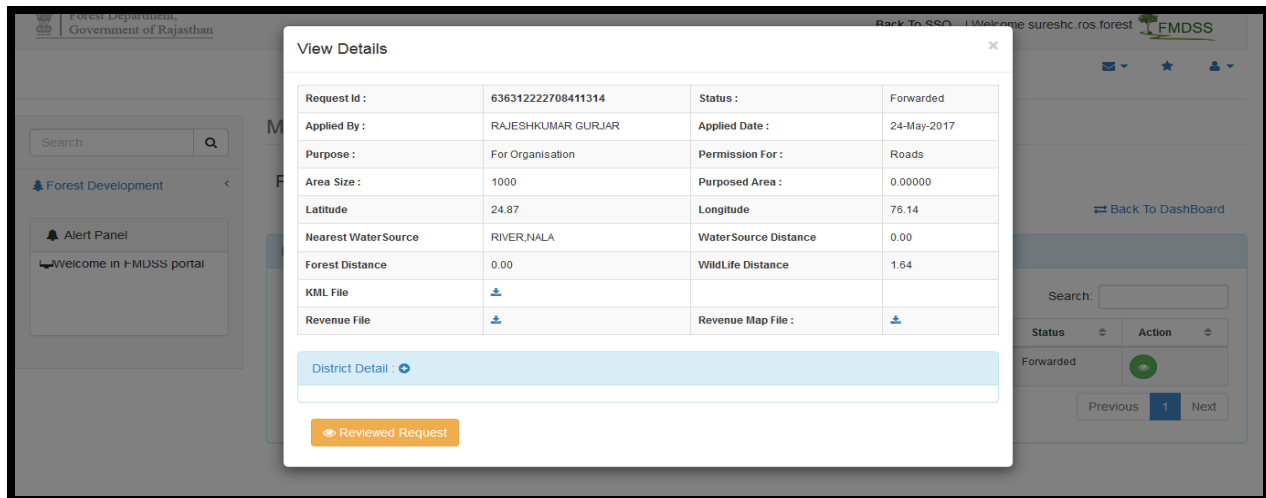 Forest Department,
Government of Rajasthan
Back To SSO | Welcome sureshc.ros.forest FMDSS
View Details ×
Request Id : 636312222708411314 Status : Forwarded
Applied By : RAJESHKUMAR GURJAR Applied Date : 24-May-2017
Purpose : For Organisation Permission For : Roads
Area Size : 1000 Purposed Area : 0.00000
Latitude 24.87 Longitude 76.14
Nearest WaterSource RIVER,NALA WaterSource Distance 0.00
Forest Distance 0.00 WildLife Distance 1.64
KML File
Revenue File Revenue Map File :
District Detail :
Reviewed Request
Search...
Forest Development
Alert Panel
Welcome in FMDSS portal
Back To DashBoard
Search:
Status Action
Forwarded
Previous 1 Next